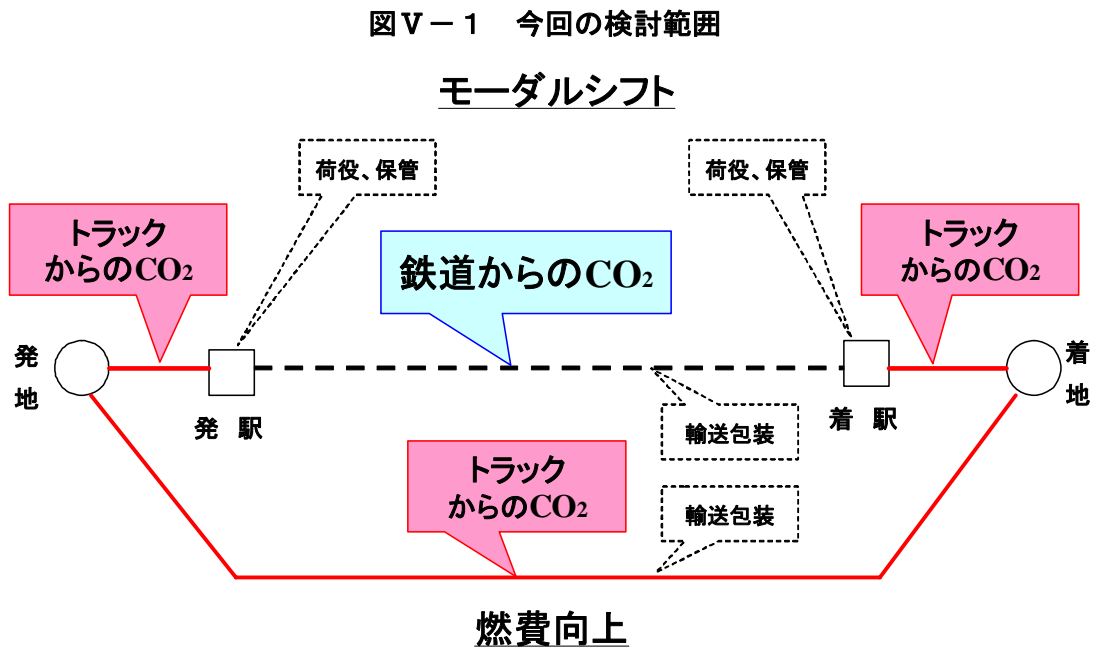 図Ⅴ－１　今回の検討範囲
モーダルシフト
荷役、保管
荷役、保管
トラック
からのCO₂
鉄道からのCO₂
トラック
からのCO₂
発
地
発 駅
着 駅
着
地
輸送包装
トラック
からのCO₂
輸送包装
燃費向上